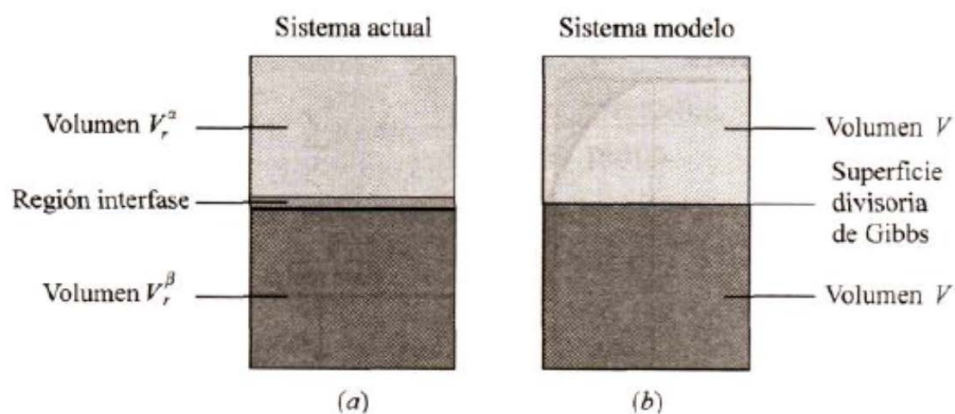 Sistema actual
Sistema modelo
Volumen V_r^α
Volumen V
Región interfase
Superficie
divisoria
de Gibbs
Volumen V_r^β
Volumen V
(a)
(b)